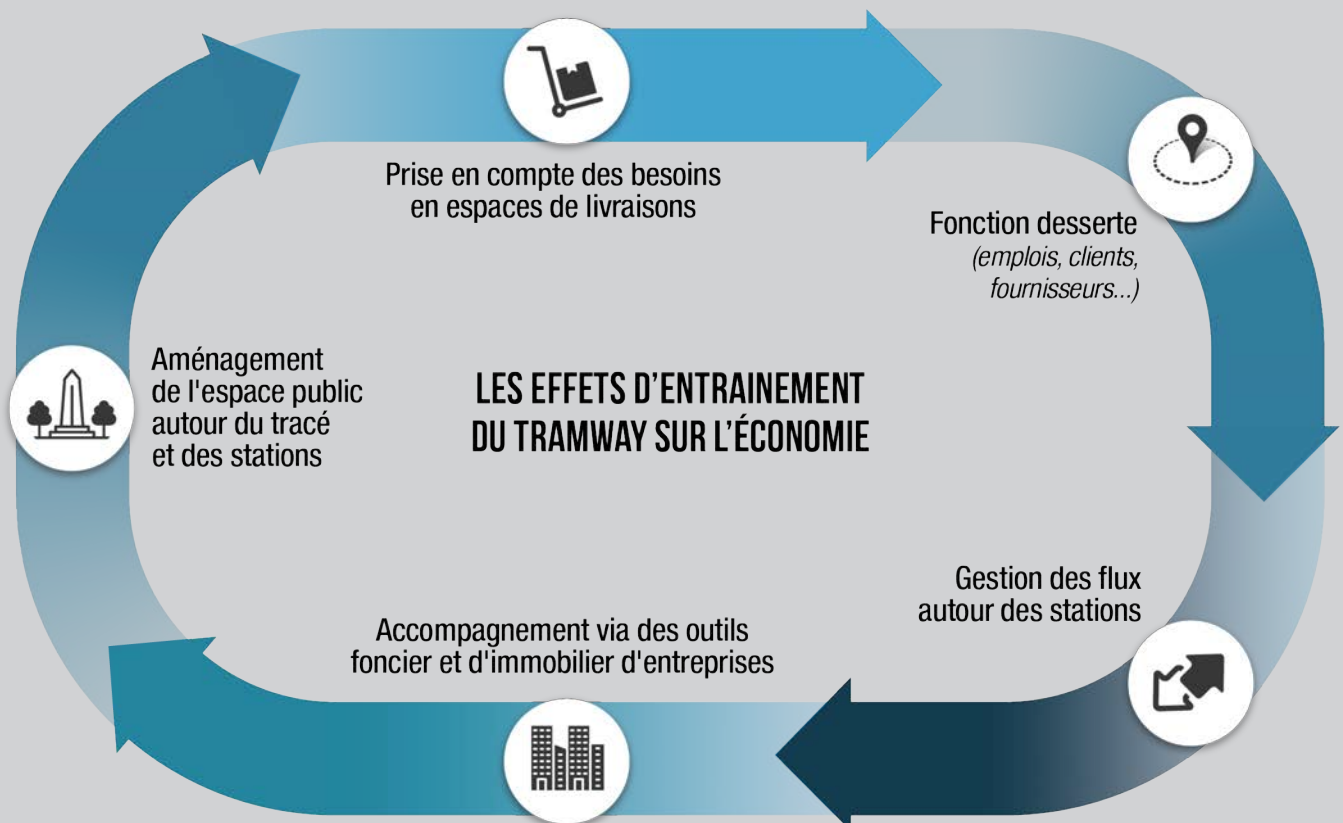 Prise en compte des besoins
en espaces de livraisons
Fonction desserte
(emplois, clients,
fournisseurs...)
Aménagement
de l'espace public
autour du tracé
et des stations
LES EFFETS D’ENTRAINEMENT
DU TRAMWAY SUR L’ÉCONOMIE
Gestion des flux
autour des stations
Accompagnement via des outils
foncier et d'immobilier d'entreprises